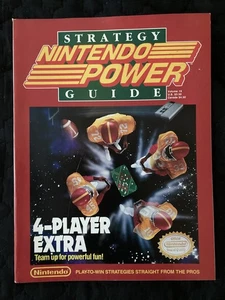 STRATEGY
NINTENDO
POWER
GUIDE
4-PLAYER
EXTRA
Team up for powerful fun!
Nintendo
PLAY-TO-WIN STRATEGIES STRAIGHT FROM THE PROS